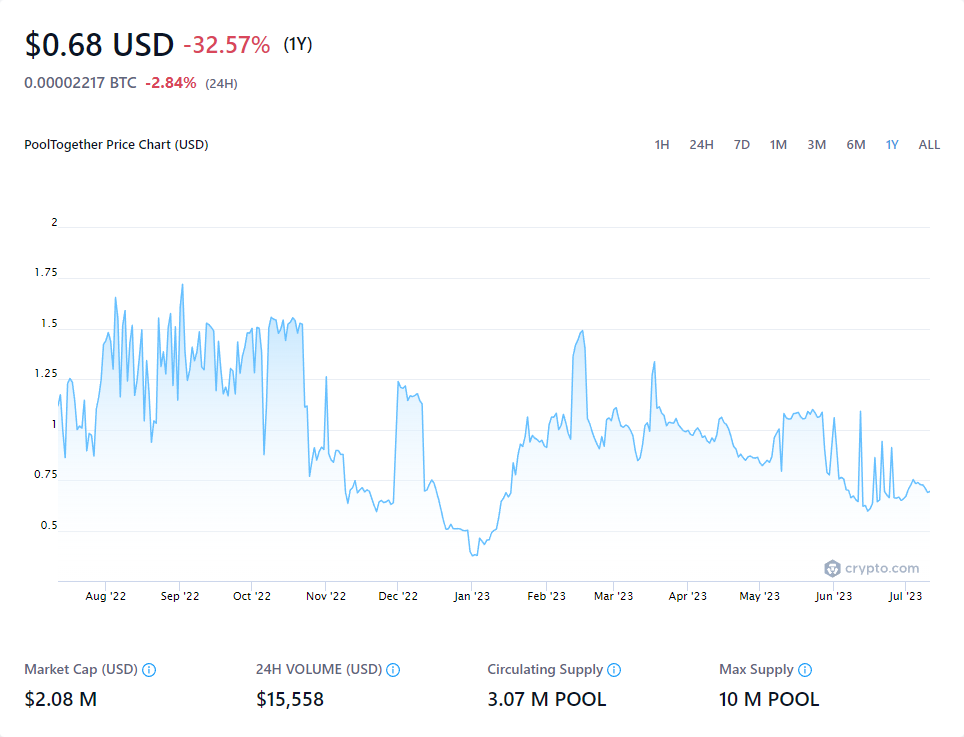 $0.68 USD -32.57% (1Y)
0.00002217 BTC -2.84% (24H)
PoolTogether Price Chart (USD) 1H 24H 7D 1M 3M 6M 1Y ALL
2
1.75
1.5
1.25
1
0.75
0.5
crypto.com
Aug '22 Sep '22 Oct '22 Nov '22 Dec '22 Jan '23 Feb '23 Mar '23 Apr '23 May '23 Jun '23 Jul '23
Market Cap (USD) 24H VOLUME (USD) Circulating Supply Max Supply
$2.08 M $15,558 3.07 M POOL 10 M POOL